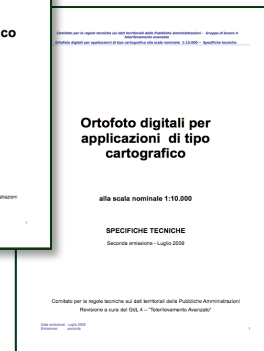 co
strazioni
1
Comitato per le regole tecniche sui dati territoriali delle Pubbliche Amministrazioni - Gruppo di lavoro 4
Telerilevamento Avanzato
Ortofoto digitali per applicazioni di tipo cartografico alla scala nominale 1:10.000 – Specifiche tecniche
Ortofoto digitali per
applicazioni di tipo
cartografico
alla scala nominale 1:10.000
SPECIFICHE TECNICHE
Seconda emissione - Luglio 2009
Comitato per le regole tecniche sui dati territoriali delle Pubbliche Amministrazioni
Revisione a cura del GdL 4 – "Telerilevamento Avanzato"
Data emissione: Luglio 2009
Emissione: seconda
1